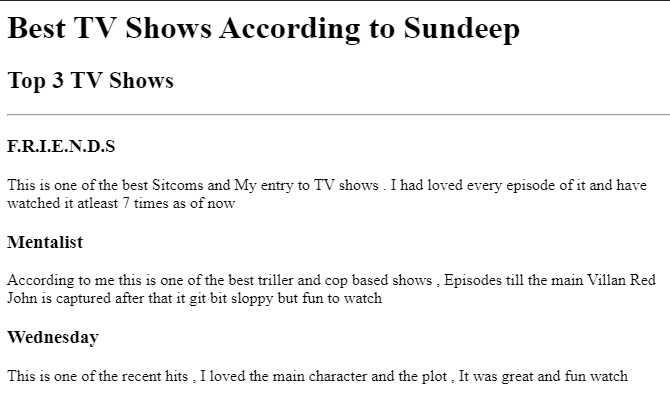 Best TV Shows According to Sundeep
Top 3 TV Shows
F.R.I.E.N.D.S
This is one of the best Sitcoms and My entry to TV shows . I had loved every episode of it and have
watched it atleast 7 times as of now
Mentalist
According to me this is one of the best triller and cop based shows , Episodes till the main Villan Red
John is captured after that it git bit sloppy but fun to watch
Wednesday
This is one of the recent hits , I loved the main character and the plot , It was great and fun watch